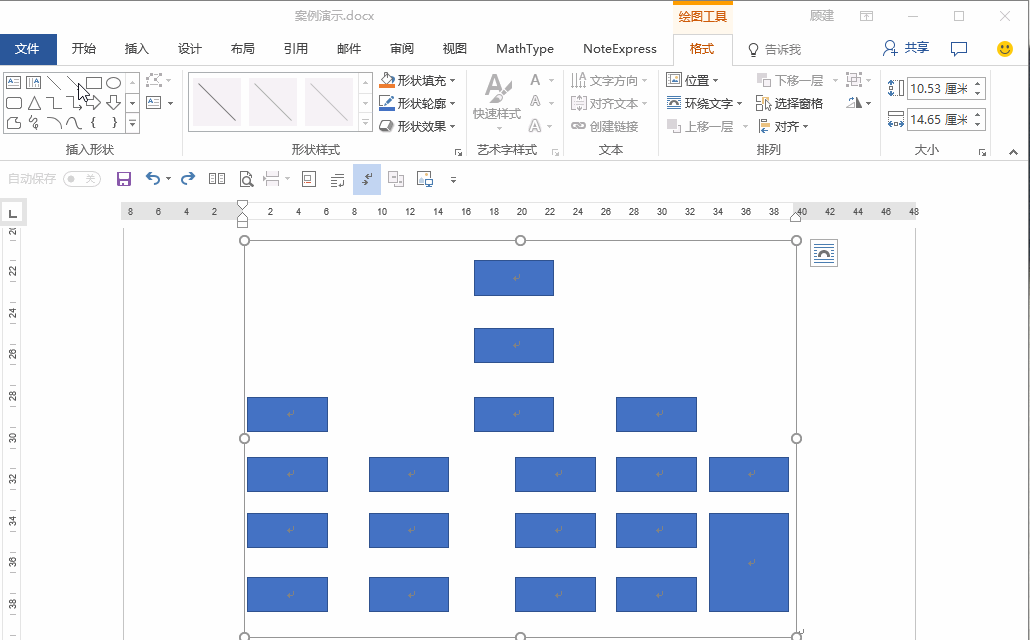 案例演示.docx
绘图工具
顾建
文件 开始 插入 设计 布局 引用 邮件 审阅 视图 MathType NoteExpress 格式 告诉我 共享
形状填充
形状轮廓
形状效果
快速样式
A
A
A
文字方向
对齐文本
创建链接
位置
环绕文字
上移一层
下移一层
选择窗格
对齐
10.53 厘米
14.65 厘米
插入形状 形状样式 艺术字样式 文本 排列 大小
自动保存 关
L
8 6 4 2 2 4 6 8 10 12 14 16 18 20 22 24 26 28 30 32 34 36 38 40 42 44 46 48
20
22
24
26
28
30
32
34
36
38